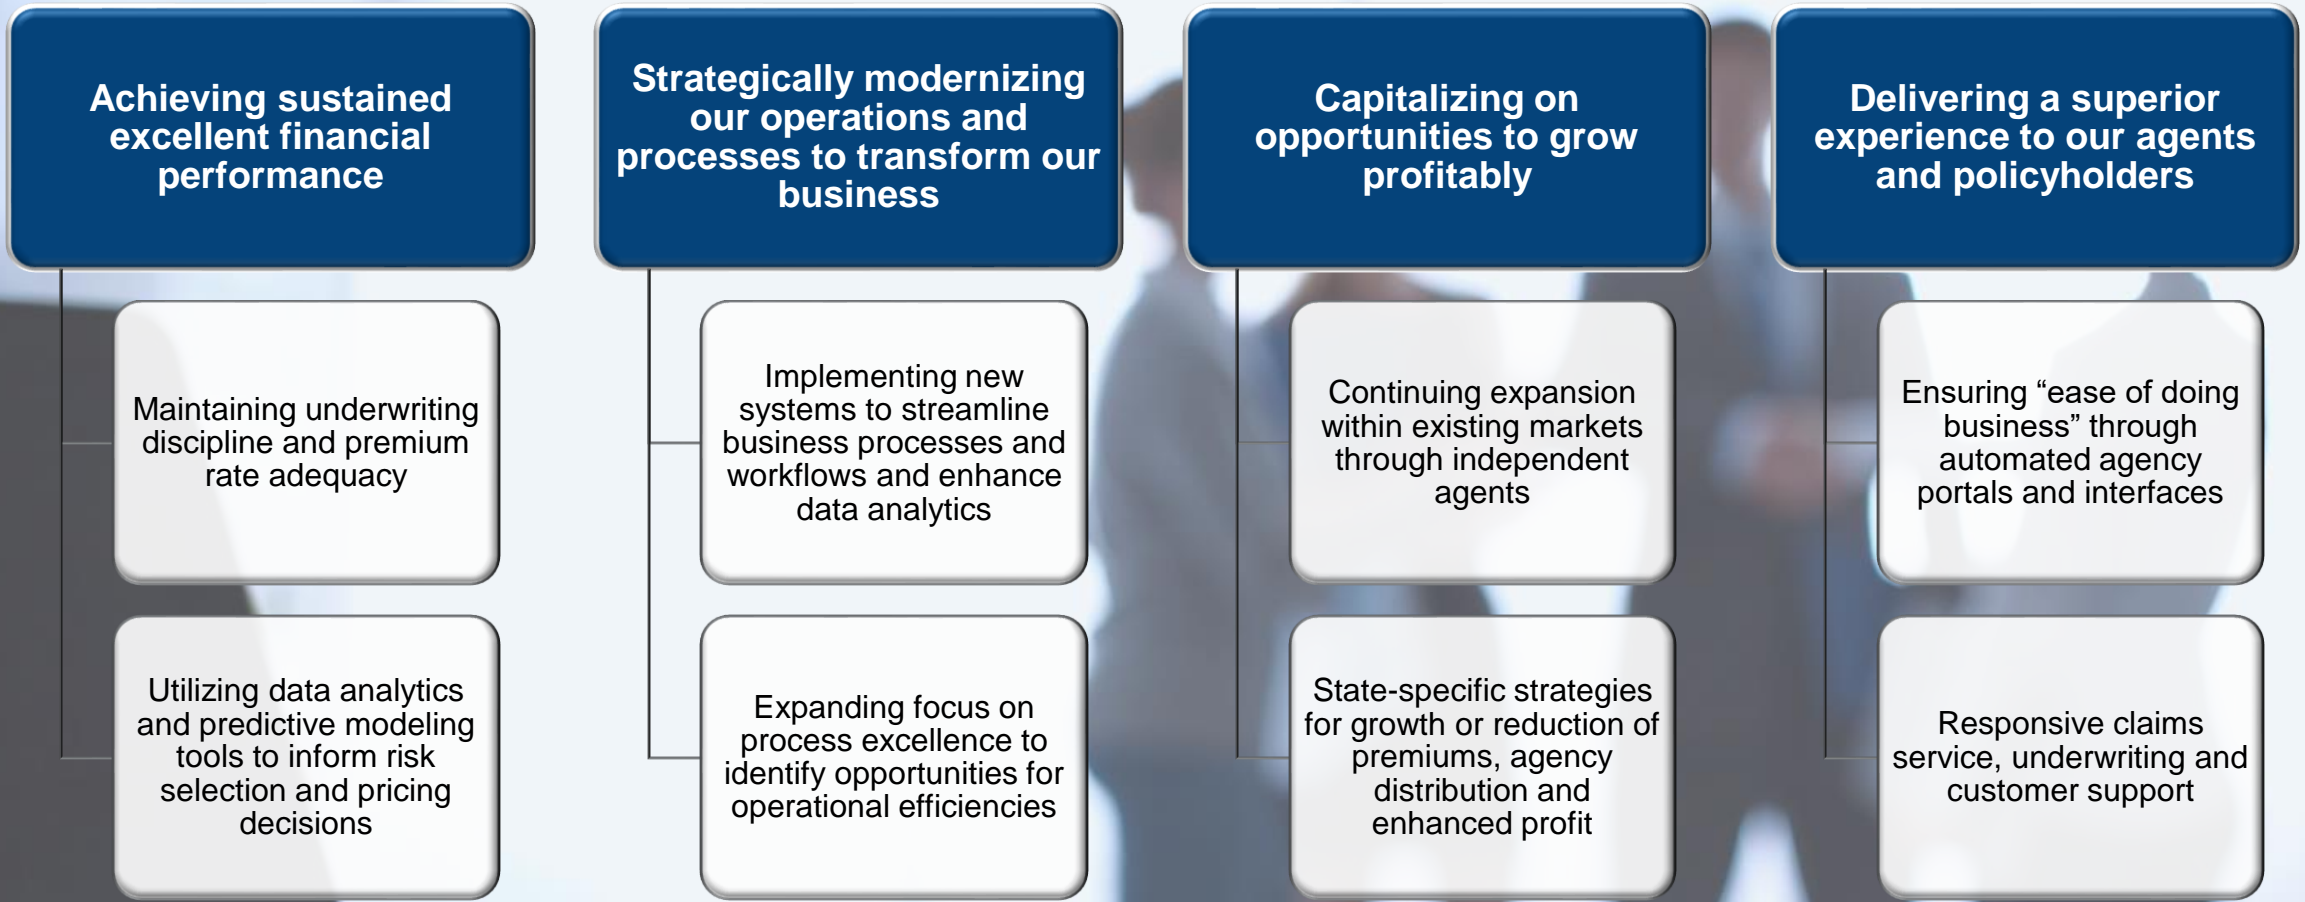 Achieving sustained
excellent financial
performance
Maintaining underwriting
discipline and premium
rate adequacy
Utilizing data analytics
and predictive modeling
tools to inform risk
selection and pricing
decisions
Strategically modernizing
our operations and
processes to transform our
business
Implementing new
systems to streamline
business processes and
workflows and enhance
data analytics
Expanding focus on
process excellence to
identify opportunities for
operational efficiencies
Capitalizing on
opportunities to grow
profitably
Continuing expansion
within existing markets
through independent
agents
State-specific strategies
for growth or reduction of
premiums, agency
distribution and
enhanced profit
Delivering a superior
experience to our agents
and policyholders
Ensuring “ease of doing
business” through
automated agency
portals and interfaces
Responsive claims
service, underwriting and
customer support